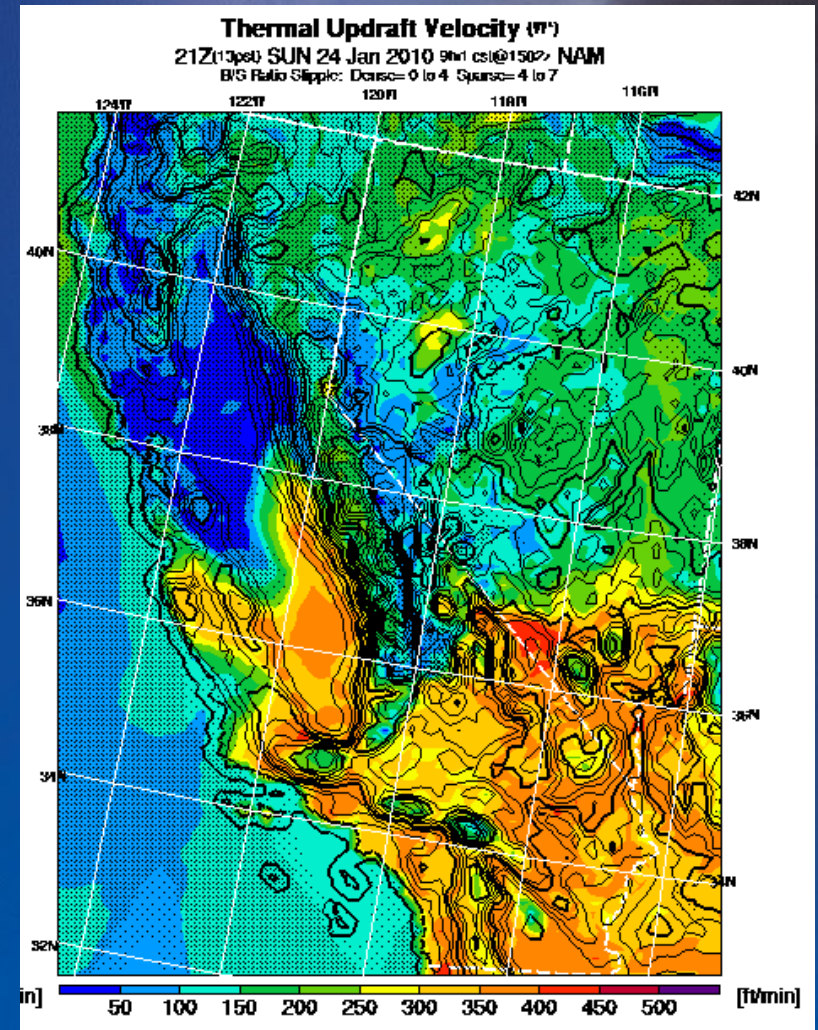 Thermal Updraft Velocity (W*)
21Z(13pst) SUN 24 Jan 2010 NAM
B/S Ratio Stipple: Dense= 0 to 4 Sparse= 4 to 7
124W 122W 120W 118W 116W
42N
40N
40N
38N
38N
36N
36N
34N
34N
32N
in] 50 100 150 200 250 300 350 400 450 500 [ft/min]